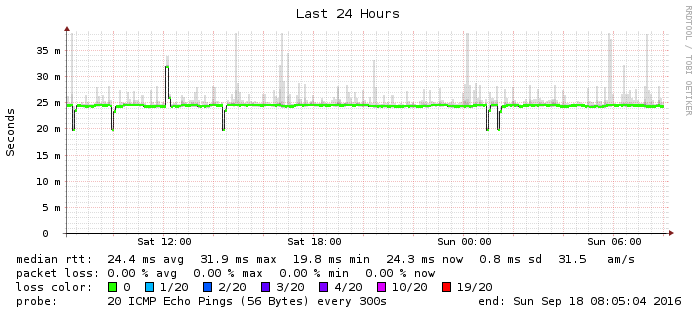 Last 24 Hours
RRDTOOL / TOBI OETIKER
Seconds
35 m
30 m
25 m
20 m
15 m
10 m
5 m
0
Sat 12:00 Sat 18:00 Sun 00:00 Sun 06:00
median rtt: 24.4 ms avg 31.9 ms max 19.8 ms min 24.3 ms now 0.8 ms sd 31.5 am/s
packet loss: 0.00 % avg 0.00 % max 0.00 % min 0.00 % now
loss color: 0 1/20 2/20 3/20 4/20 10/20 19/20
probe: 20 ICMP Echo Pings (56 Bytes) every 300s end: Sun Sep 18 08:05:04 2016